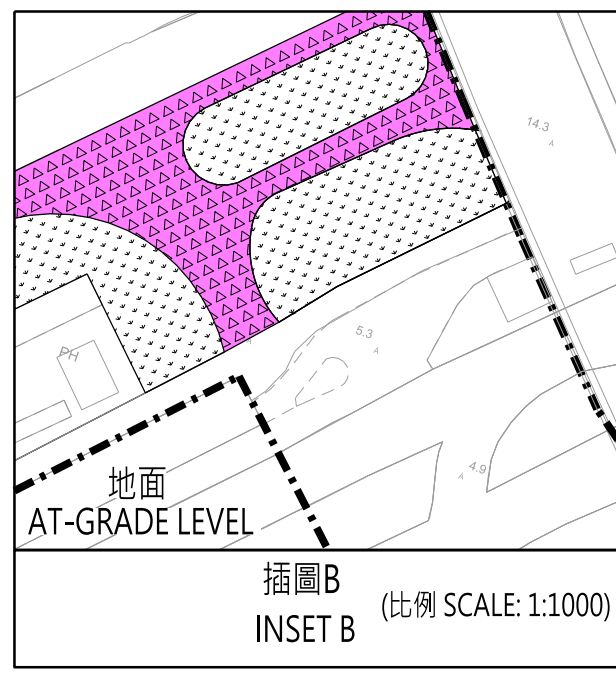 14.3
5.3
PH
4.9
地面
AT-GRADE LEVEL
插圖B
INSET B
(比例 SCALE: 1:1000)